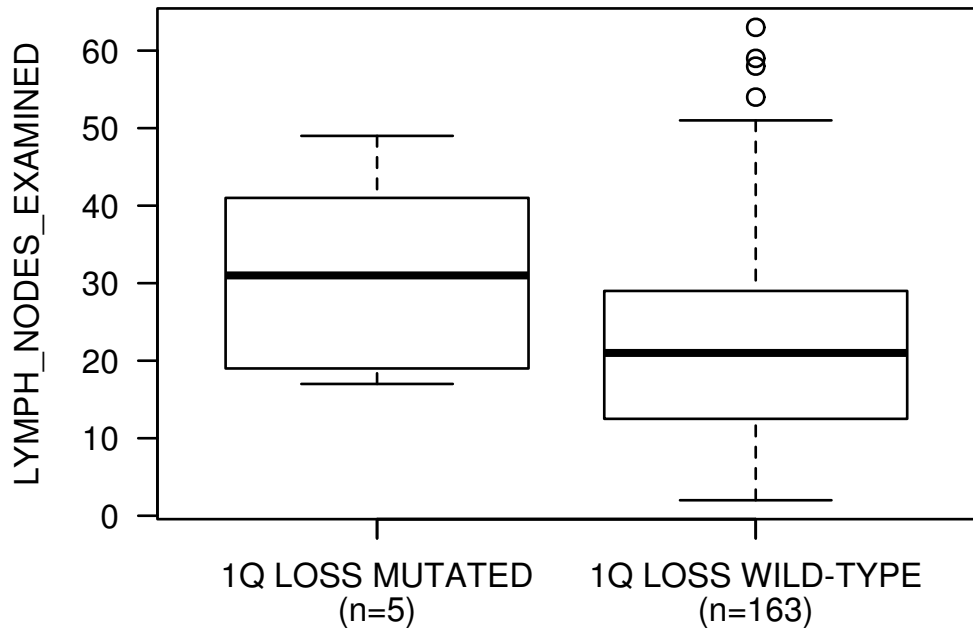 LYMPH_NODES_EXAMINED
60
50
40
30
20
10
0
1Q LOSS MUTATED
(n=5)
1Q LOSS WILD-TYPE
(n=163)